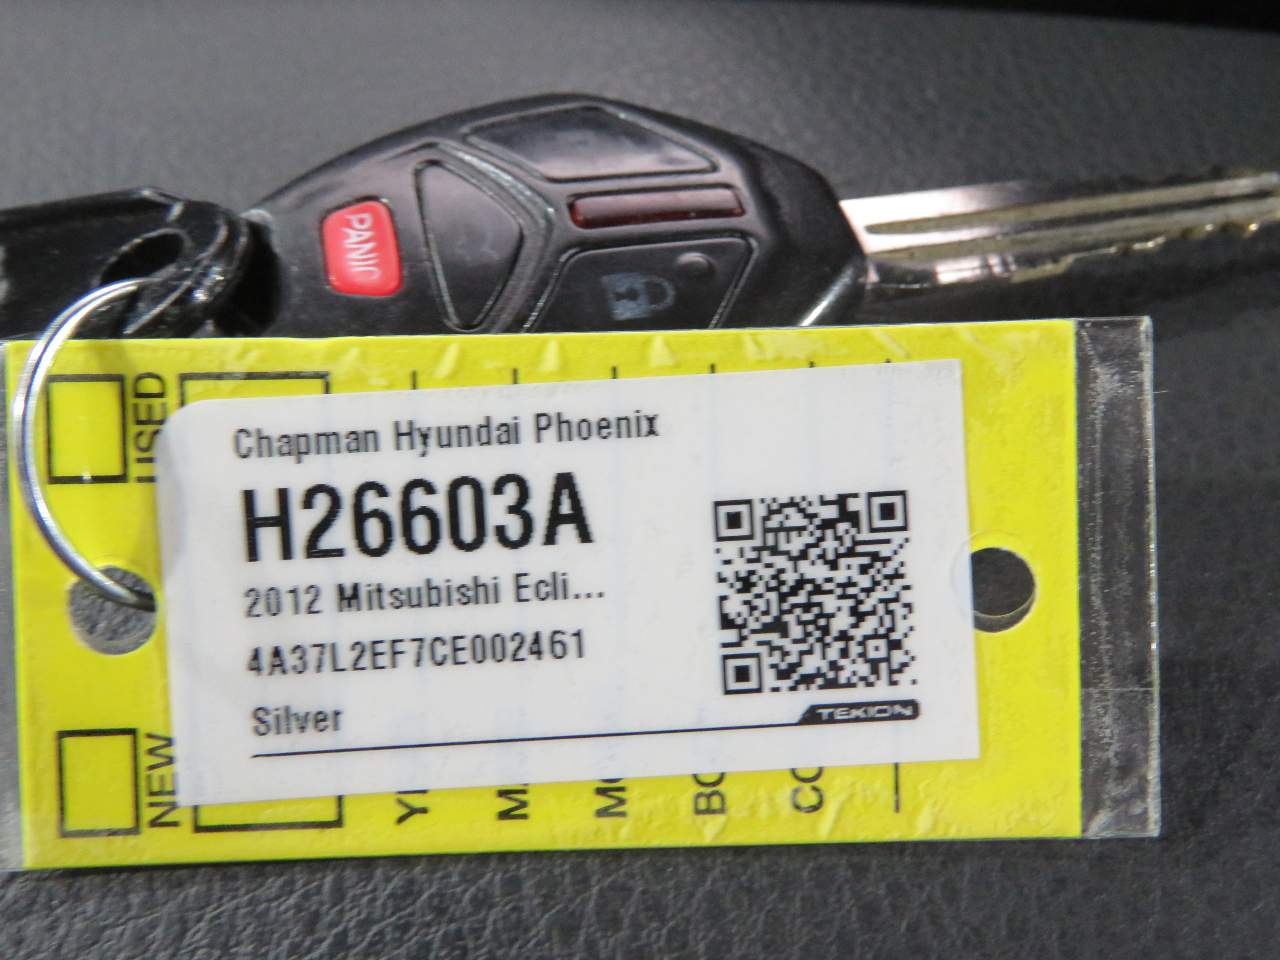 PANIC
USED
Chapman Hyundai Phoenix
H26603A
2012 Mitsubishi Ecli...
4A37L2EF7CE002461
Silver
TEKION
NEW